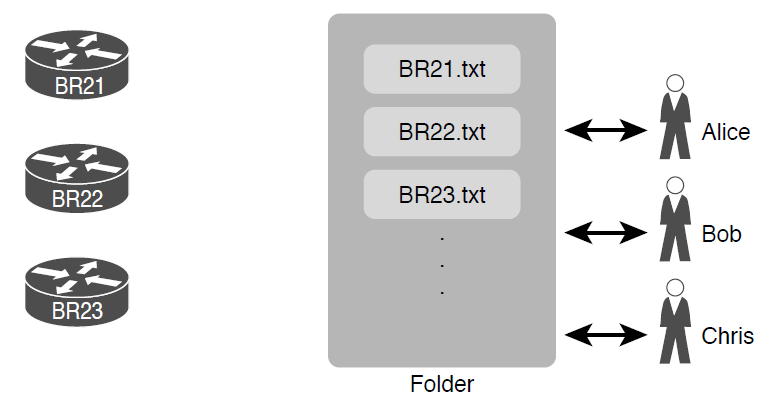 BR21
BR22
BR23
BR21.txt
BR22.txt
BR23.txt
.
.
.
Folder
Alice
Bob
Chris